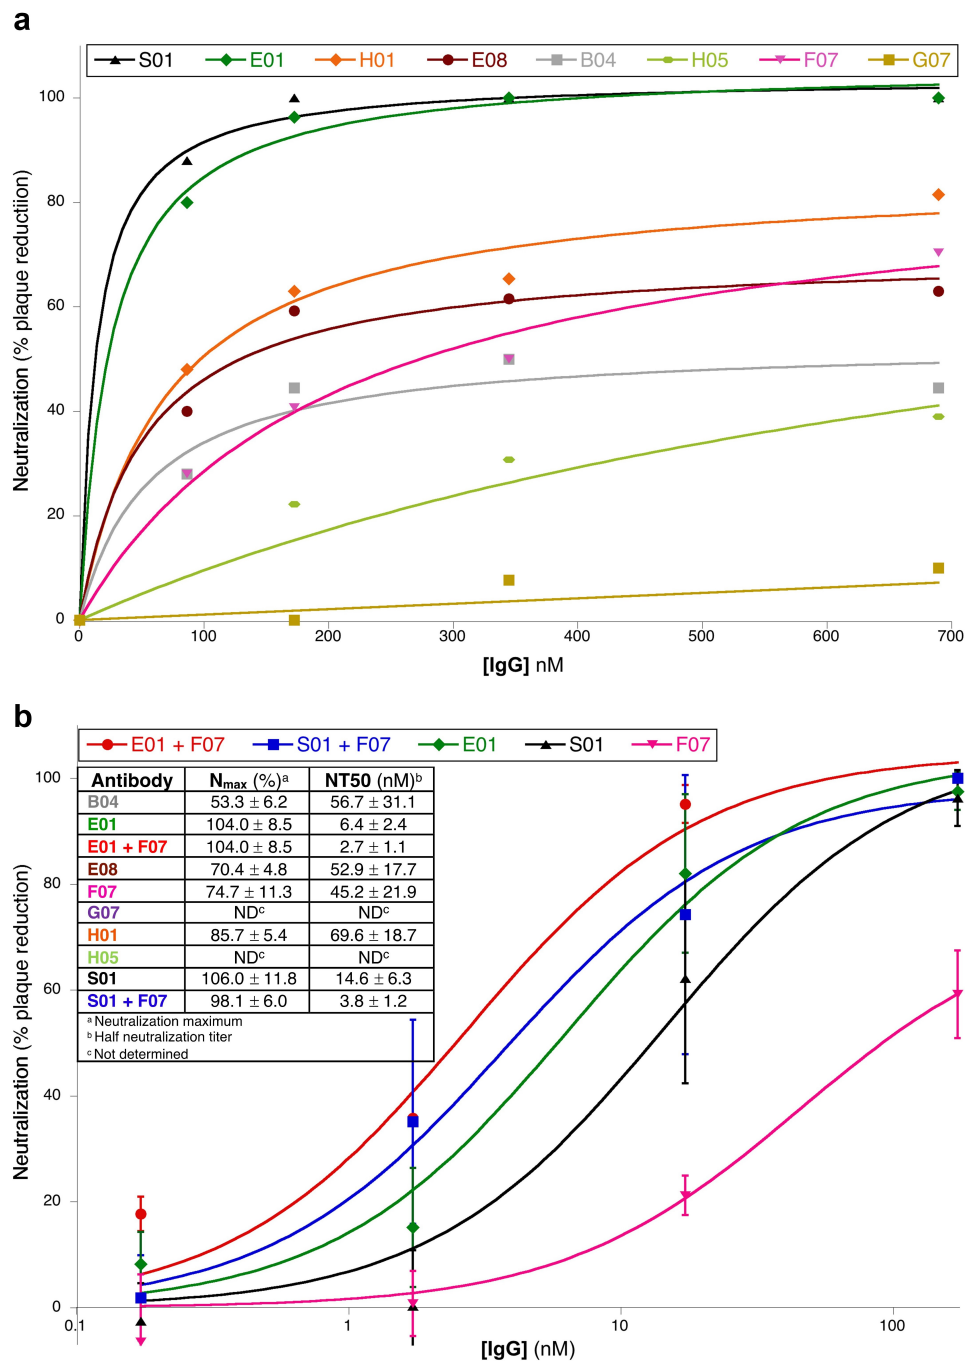 a
S01 E01 H01 E08 B04 H05 F07 G07
Neutralization (% plaque reductiion)
100
80
60
40
20
0
0 100 200 300 400 500 600 700
[IgG] nM
b
E01 + F07 S01 + F07 E01 S01 F07
Neutralization (% plaque reduction)
100
80
60
40
20
0
Antibody Nmax (%)ᵃ NT50 (nM)ᵇ
B04 53.3 ± 6.2 56.7 ± 31.1
E01 104.0 ± 8.5 6.4 ± 2.4
E01 + F07 104.0 ± 8.5 2.7 ± 1.1
E08 70.4 ± 4.8 52.9 ± 17.7
F07 74.7 ± 11.3 45.2 ± 21.9
G07 NDᶜ NDᶜ
H01 85.7 ± 5.4 69.6 ± 18.7
H05 NDᶜ NDᶜ
S01 106.0 ± 11.8 14.6 ± 6.3
S01 + F07 98.1 ± 6.0 3.8 ± 1.2
ᵃ Neutralization maximum
ᵇ Half neutralization titer
ᶜ Not determined
0.1 1 10 100
[IgG] (nM)